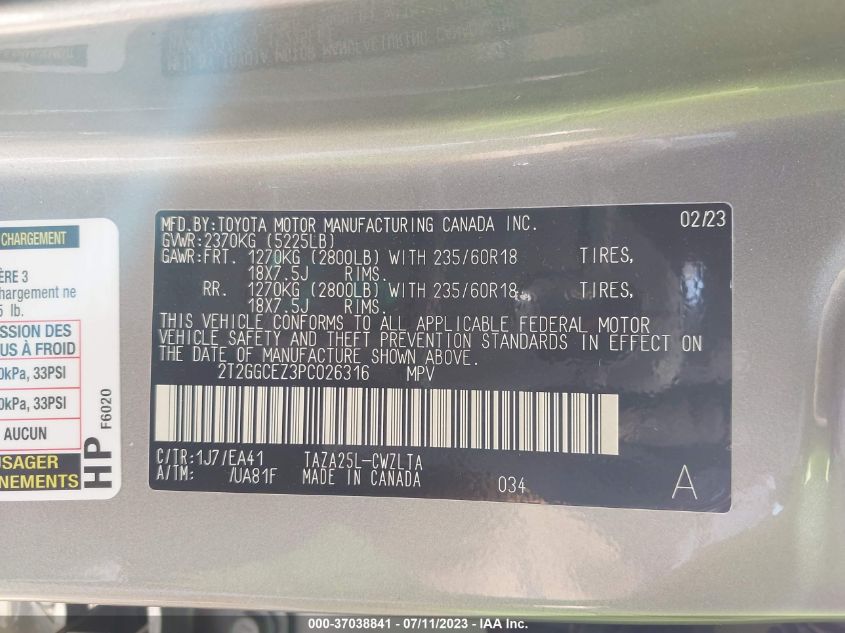 CHARGEMENT
ÈRE 3
chargement ne
lb.
SSION DES
US À FROID
kPa, 33PSI
kPa, 33PSI
AUCUN
USAGER
NEMENTS
HP
F6020
MFD.BY:TOYOTA MOTOR MANUFACTURING CANADA INC. 02/23
GVWR:2370KG (5225LB)
GAWR:FRT. 1270KG (2800LB) WITH 235/60R18 TIRES,
18X7.5J RIMS.
RR. 1270KG (2800LB) WITH 235/60R18 TIRES,
18X7.5J RIMS.
THIS VEHICLE CONFORMS TO ALL APPLICABLE FEDERAL MOTOR
VEHICLE SAFETY AND THEFT PREVENTION STANDARDS IN EFFECT ON
THE DATE OF MANUFACTURE SHOWN ABOVE.
2T2GGCEZ3PC026316 MPV
C/TR:1J7/EA41 TAZA25L-CWZLTA
A/TM: /UA81F MADE IN CANADA 034 A
000-37038841 / 07/11/2023 - © IAA Inc.